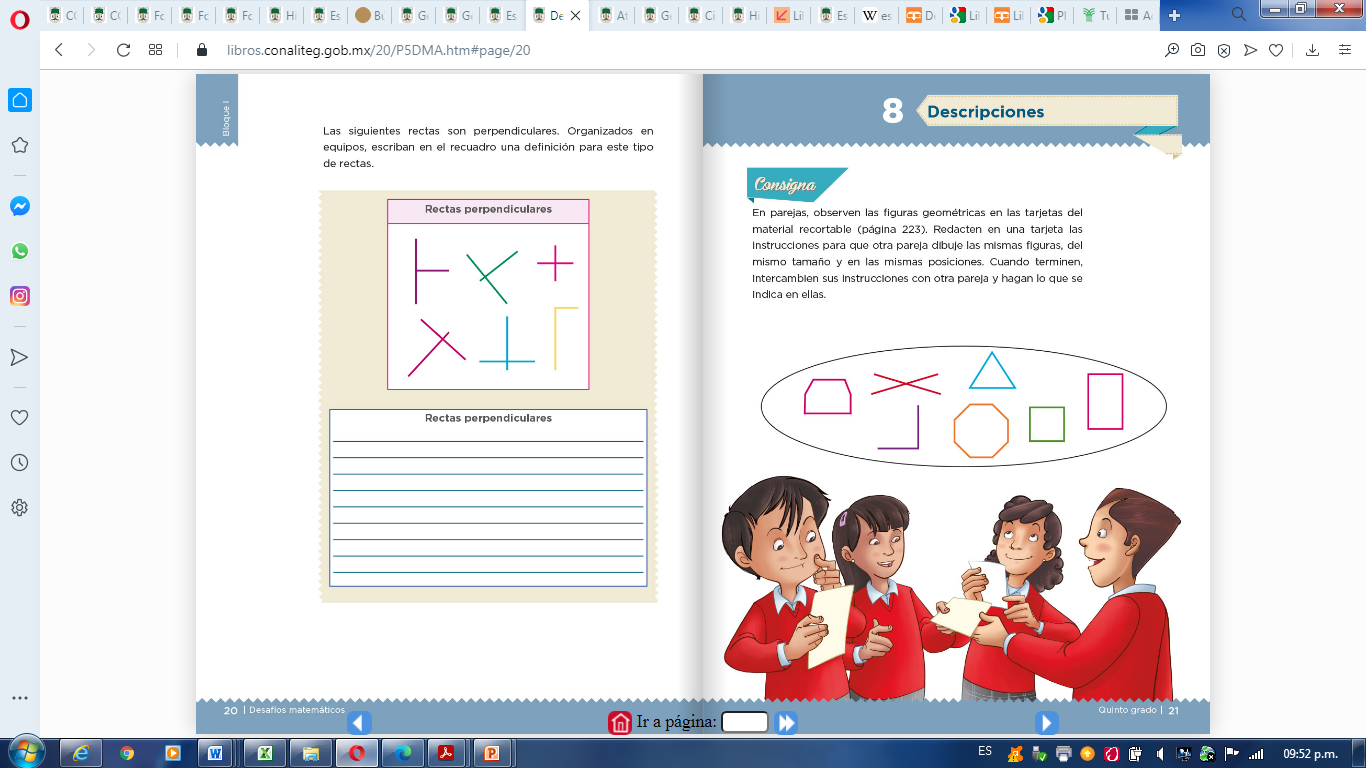 libros.conaliteg.gob.mx/20/P5DMA.htm#page/20
Bloque I
Las siguientes rectas son perpendiculares. Organizados en
equipos, escriban en el recuadro una definición para este tipo
de rectas.
Rectas perpendiculares
Rectas perpendiculares
20 | Desafíos matemáticos
8 Descripciones
Consigna
En parejas, observen las figuras geométricas en las tarjetas del
material recortable (página 223). Redacten en una tarjeta las
instrucciones para que otra pareja dibuje las mismas figuras, del
mismo tamaño y en las mismas posiciones. Cuando terminen,
intercambien sus instrucciones con otra pareja y hagan lo que se
indica en ellas.
Quinto grado | 21
Ir a página:
ES
09:52 p.m.